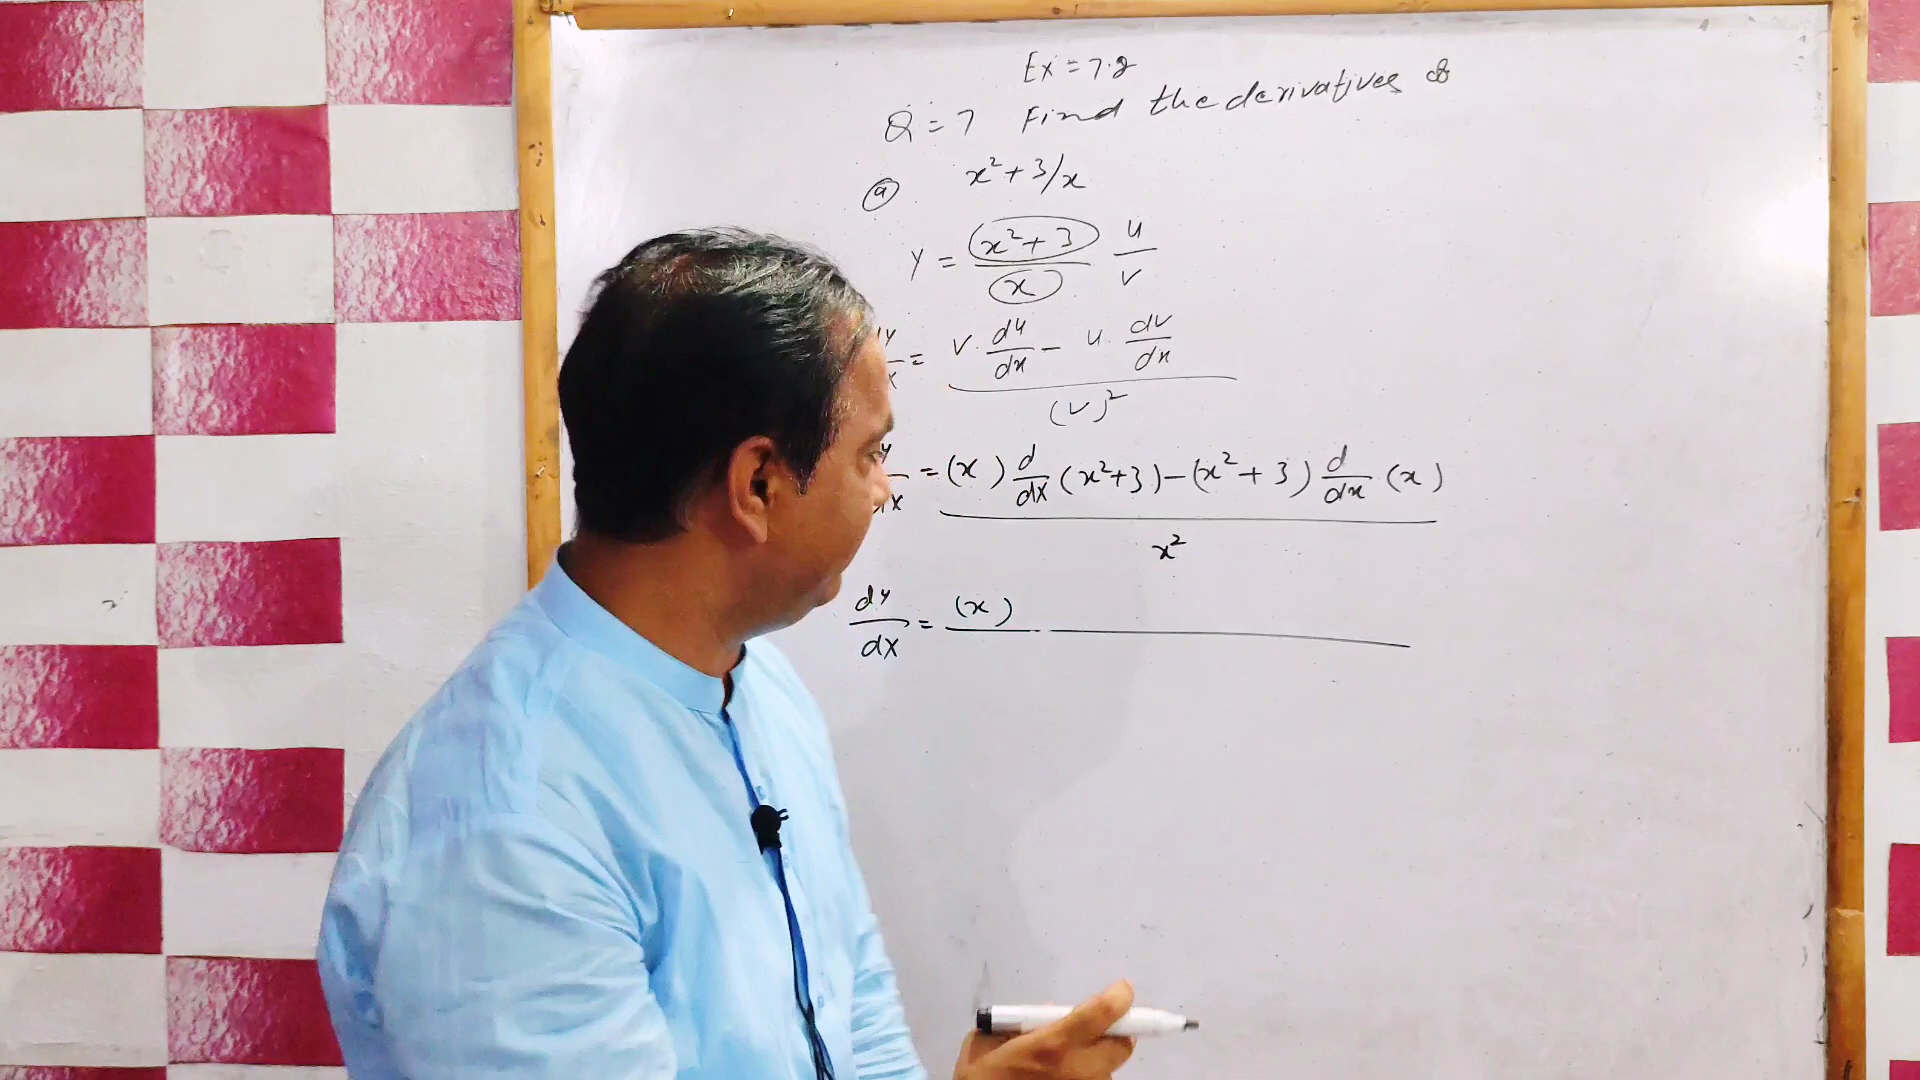 Ex = 7.2
Q = 7 Find the derivatives of
(a) x² + 3/x
y = (x² + 3) / (x) u / v
= v . du/dx - u . dv/dx / (v)²
= (x) d/dx (x²+3) - (x² + 3) d/dx (x) / x²
dy/dx = (x)